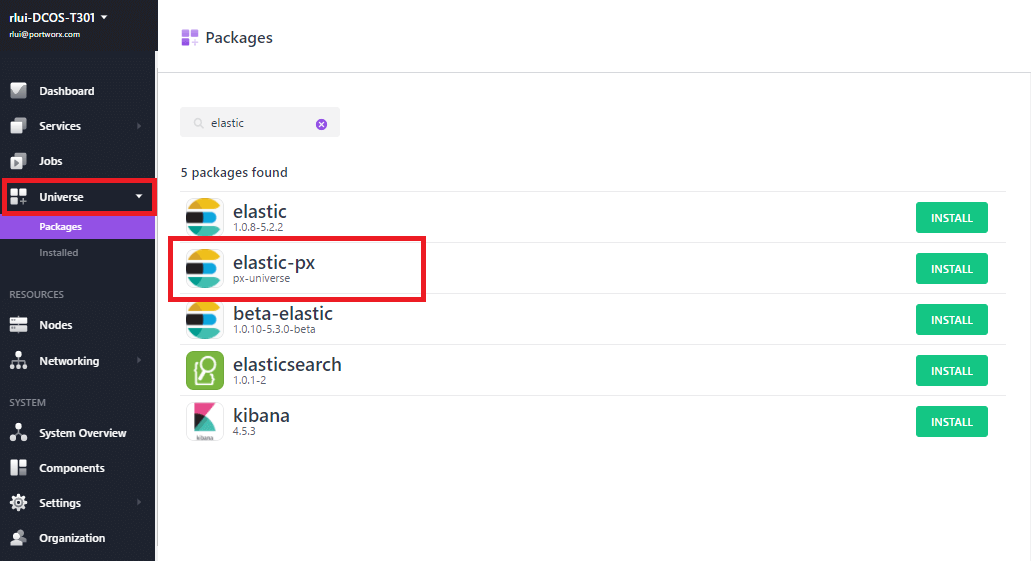 rlui-DCOS-T301
rlui@portworx.com
Dashboard
Services
Jobs
Universe
Packages
Installed
RESOURCES
Nodes
Networking
SYSTEM
System Overview
Components
Settings
Organization
Packages
elastic
5 packages found
elastic
1.0.8-5.2.2
INSTALL
elastic-px
px-universe
INSTALL
beta-elastic
1.0.10-5.3.0-beta
INSTALL
elasticsearch
1.0.1-2
INSTALL
kibana
kibana
4.5.3
INSTALL